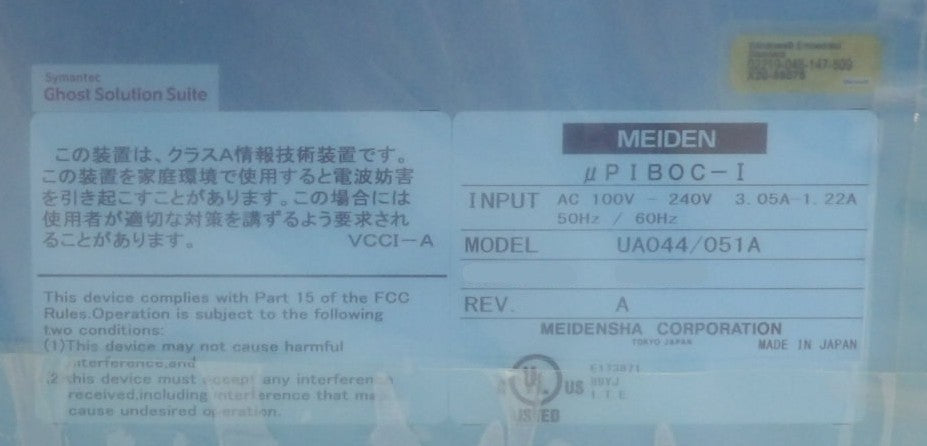 Symantec
Ghost Solution Suite
この装置は、クラスA情報技術装置です。
この装置を家庭環境で使用すると電波妨害
を引き起こすことがあります。この場合には
使用者が適切な対策を講ずるよう要求され
ることがあります。 VCCI-A
This device complies with Part 15 of the FCC
Rules.Operation is subject to the following
two conditions:
(1)This device may not cause harmful
interference,and
this device must accept any interference
received,including interference that may
cause undesired operation.
MEIDEN
μPIBOC-I
INPUT AC 100V - 240V 3.05A-1.22A
50Hz / 60Hz
MODEL UA044/051A
REV. A
MEIDENSHA CORPORATION
TOKYO JAPAN MADE IN JAPAN
UL US
LISTED
I T E